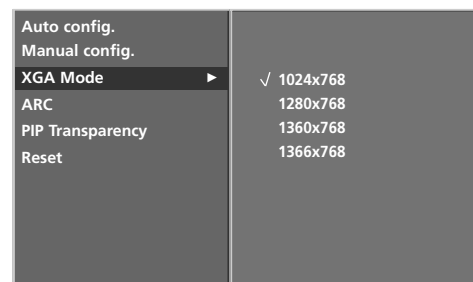 Auto config.
Manual config.
XGA Mode ►
ARC
PIP Transparency
Reset
√ 1024x768
1280x768
1360x768
1366x768